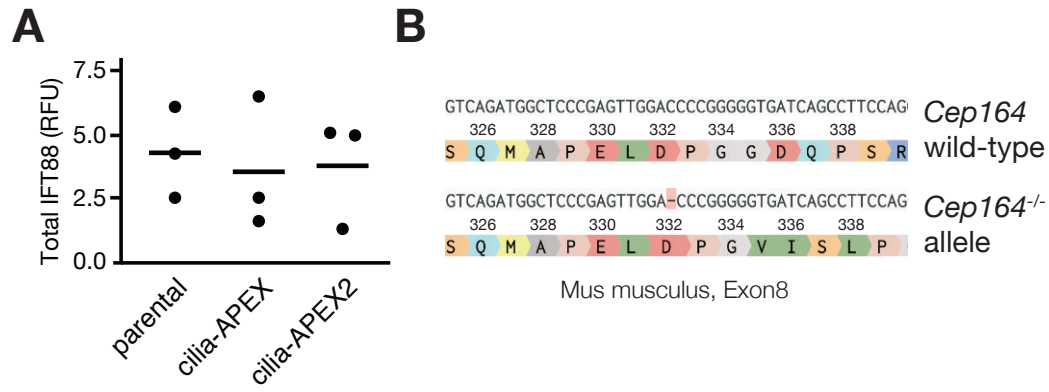 A
B
Total IFT88 (RFU)
7.5
5.0
2.5
0.0
parental
cilia-APEX
cilia-APEX2
GTCAGATGGCTCCCGAGTTGGACCCCGGGGGTGATCAGCCTTCCAG
326 328 330 332 334 336 338
S Q M A P E L D P G G D Q P S R
Cep164
wild-type
GTCAGATGGCTCCCGAGTTGGA-CCCGGGGGTGATCAGCCTTCCAG
326 328 330 332 334 336 338
S Q M A P E L D P G V I S L P
Cep164-/-
allele
Mus musculus, Exon8